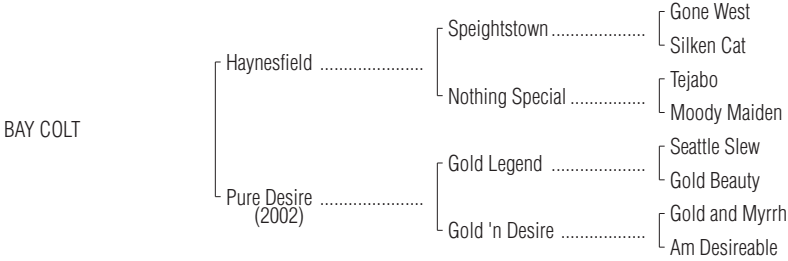 Gone West
Speightstown ....................
Silken Cat
Haynesfield ......................
Tejabo
Nothing Special ................
Moody Maiden
BAY COLT
Seattle Slew
Gold Legend ....................
Gold Beauty
Pure Desire ......................
(2002)
Gold and Myrrh
Gold 'n Desire ..................
Am Desireable